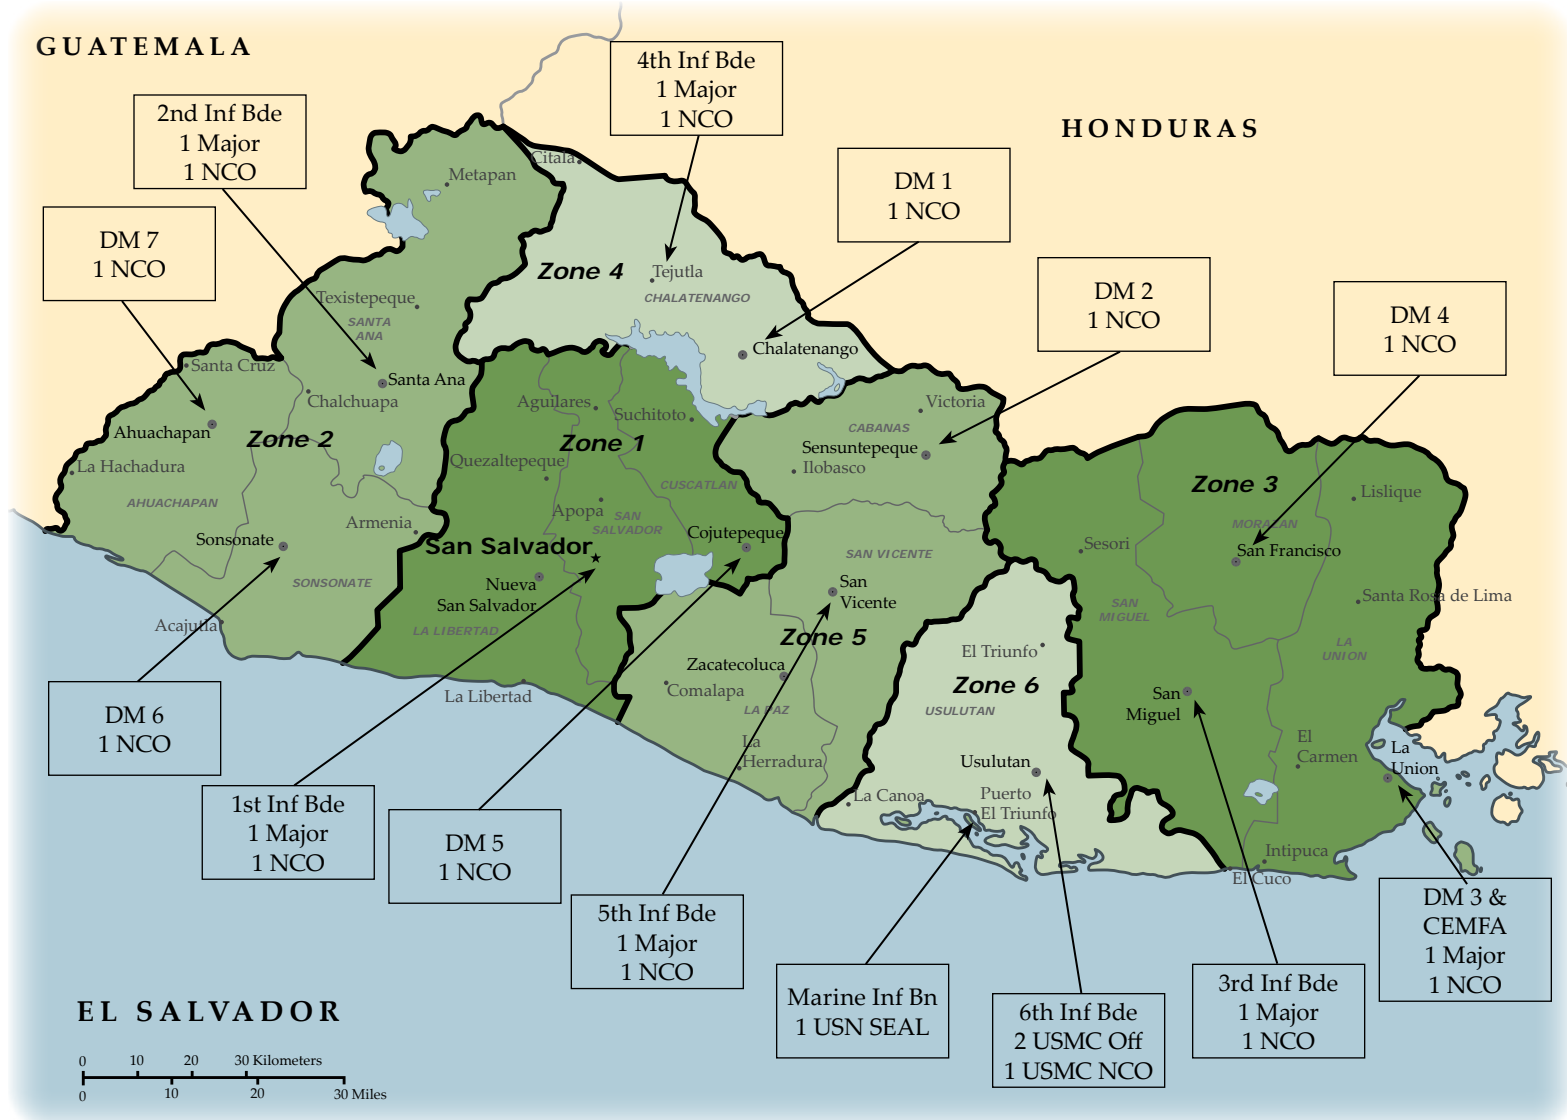 GUATEMALA
HONDURAS
4th Inf Bde
1 Major
1 NCO
2nd Inf Bde
1 Major
1 NCO
DM 1
1 NCO
DM 7
1 NCO
DM 2
1 NCO
DM 4
1 NCO
Citala
Metapan
Zone 4
Tejutla
CHALATENANGO
Texistepeque
SANTA
ANA
Chalatenango
Santa Cruz
Santa Ana
Chalchuapa
Aguilares
Suchitoto
Victoria
CABANAS
Ahuachapan
Zone 2
Zone 1
Sensuntepeque
Ilobasco
La Hachadura
Quezaltepeque
CUSCATLAN
Zone 3
Lislique
AHUACHAPAN
Armenia
Apopa
SAN
SALVADOR
MORAZAN
Sonsonate
San Salvador
Cojutepeque
SAN VICENTE
Sesori
San Francisco
SONSONATE
Nueva
San Salvador
San
Vicente
SAN
MIGUEL
Santa Rosa de Lima
Acajutla
LA LIBERTAD
Zone 5
LA
UNION
El Triunfo
Zacatecoluca
Comalapa
Zone 6
La Libertad
LA PAZ
USULUTAN
San
Miguel
La
Herradura
El
Carmen
La
Union
Usulutan
La Canoa
Puerto
El Triunfo
Intipuca
El Cuco
DM 6
1 NCO
1st Inf Bde
1 Major
1 NCO
DM 5
1 NCO
5th Inf Bde
1 Major
1 NCO
Marine Inf Bn
1 USN SEAL
6th Inf Bde
2 USMC Off
1 USMC NCO
3rd Inf Bde
1 Major
1 NCO
DM 3 &
CEMFA
1 Major
1 NCO
EL SALVADOR
0 10 20 30 Kilometers
0 10 20 30 Miles